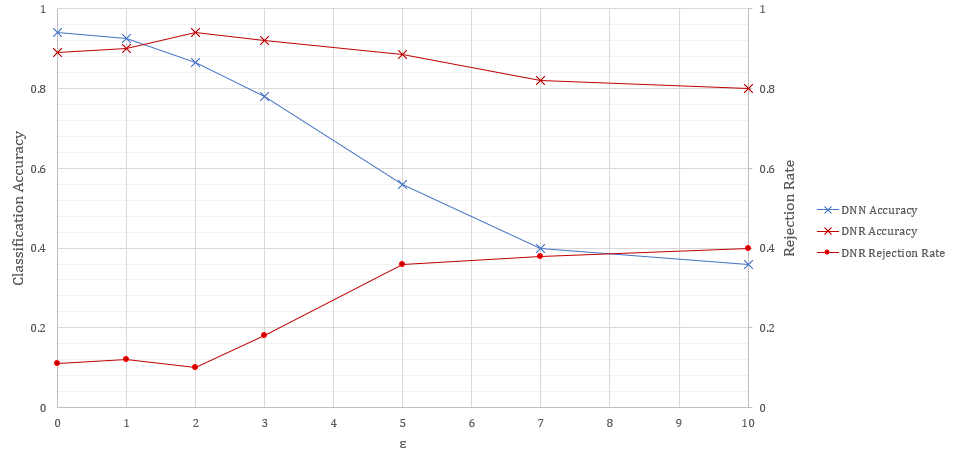 1
1
0.8
0.8
0.6
0.6
0.4
0.4
0.2
0.2
0
0
Classification Accuracy
Rejection Rate
0 1 2 3 4 5 6 7 8 9 10
ε
DNN Accuracy
DNR Accuracy
DNR Rejection Rate